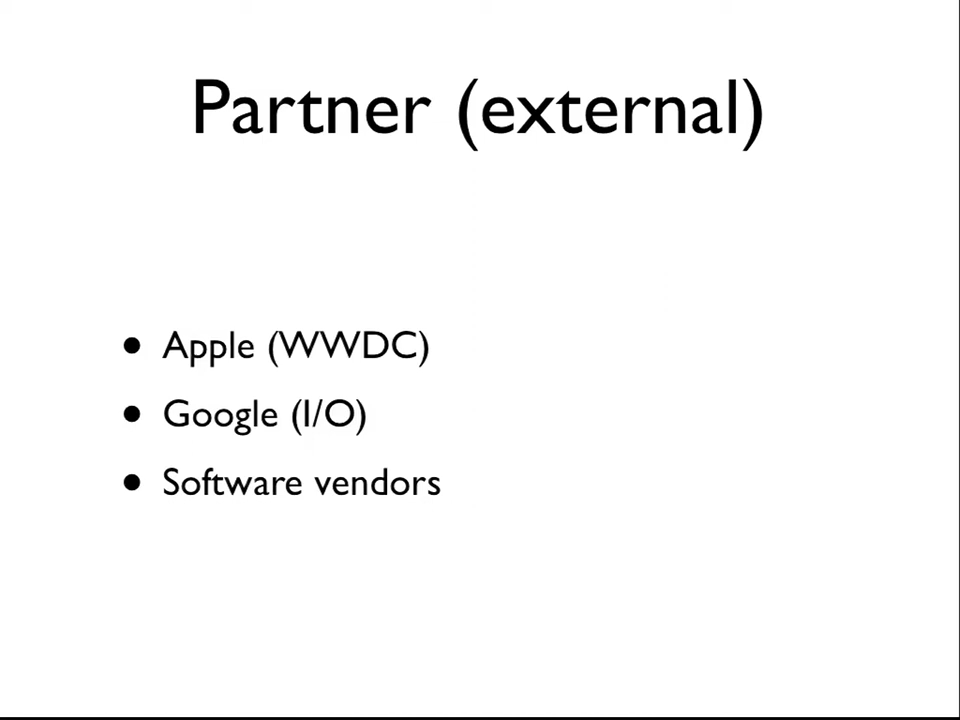 Partner (external)
• Apple (WWDC)
• Google (I/O)
• Software vendors